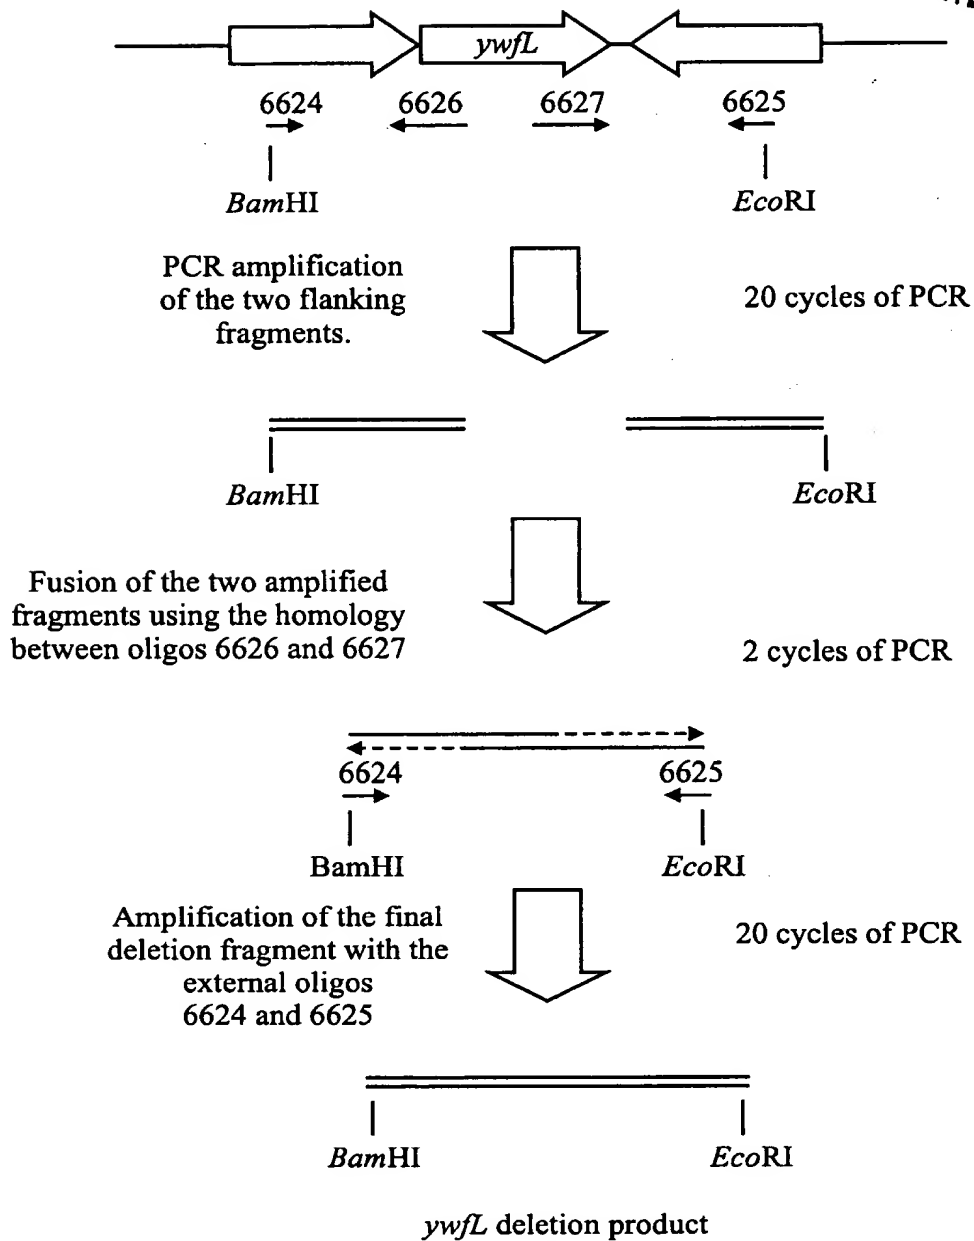 ywfL
6624 6626 6627 6625
BamHI EcoRI
PCR amplification
of the two flanking
fragments.
20 cycles of PCR
BamHI EcoRI
Fusion of the two amplified
fragments using the homology
between oligos 6626 and 6627
2 cycles of PCR
6624 6625
BamHI EcoRI
Amplification of the final
deletion fragment with the
external oligos
6624 and 6625
20 cycles of PCR
BamHI EcoRI
ywfL deletion product